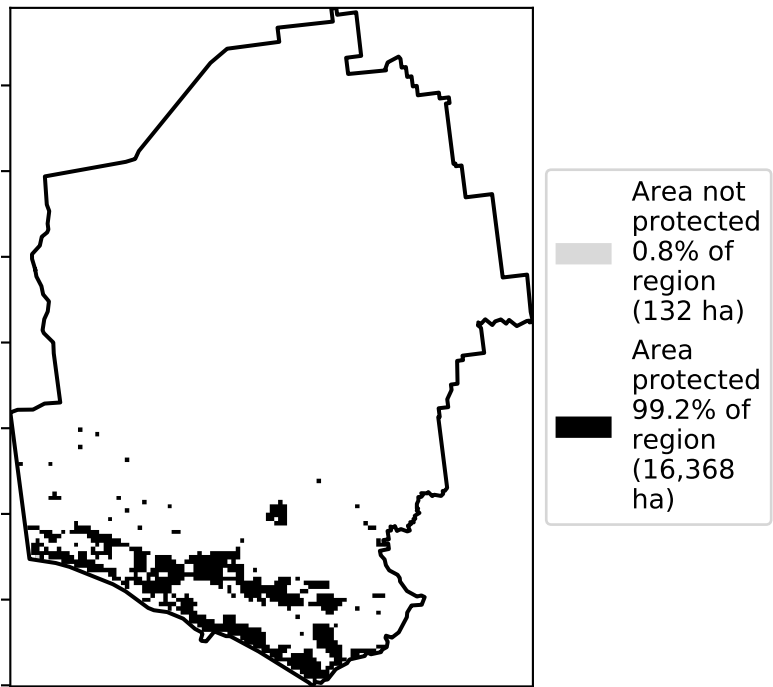 Area not
protected
0.8% of
region
(132 ha)
Area
protected
99.2% of
region
(16,368
ha)